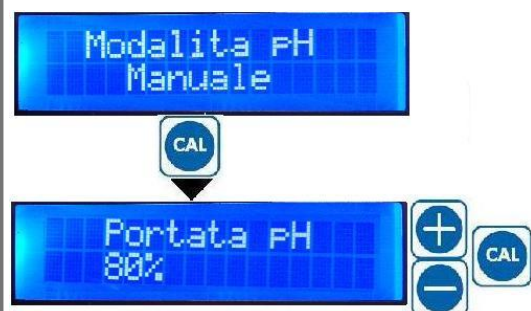 Modalita pH
Manuale
CAL
Portata pH
80%
+
CAL
−